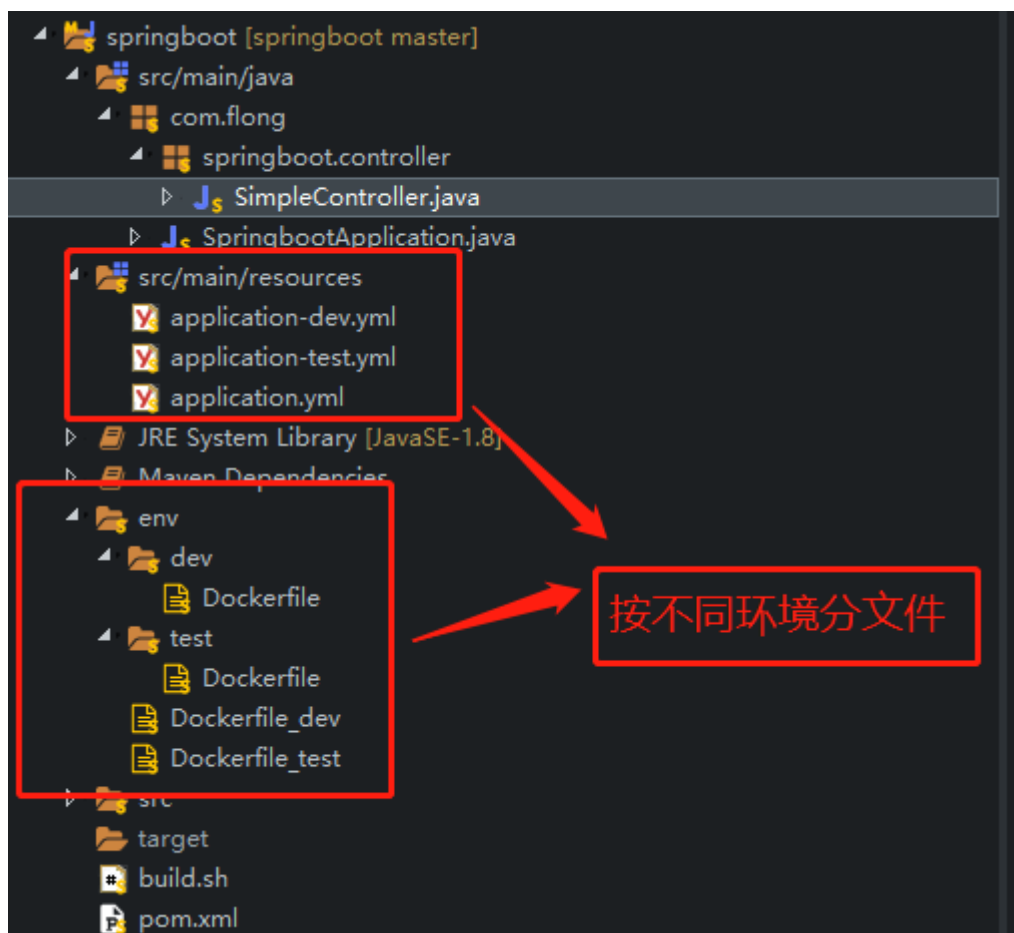 springboot [springboot master]
src/main/java
com.flong
springboot.controller
SimpleController.java
SpringbootApplication.java
src/main/resources
application-dev.yml
application-test.yml
application.yml
JRE System Library [JavaSE-1.8]
Maven Dependencies
env
dev
Dockerfile
按不同环境分文件
test
Dockerfile
Dockerfile_dev
Dockerfile_test
src
target
build.sh
pom.xml